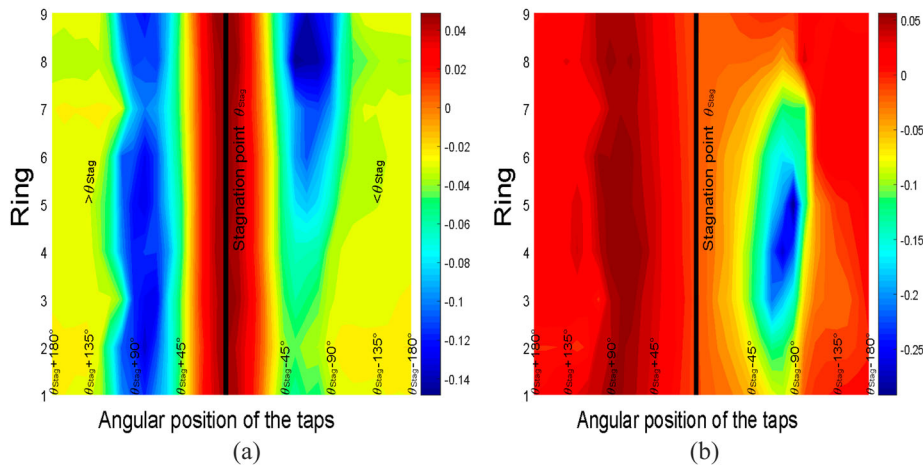 9
8
7
6
5
4
3
2
1
Ring
> θStag
Stagnation point θStag
< θStag
θStag+180°
θStag+135°
θStag+90°
θStag+45°
θStag−45°
θStag−90°
θStag−135°
θStag−180°
Angular position of the taps
(a)
0.04
0.02
0
-0.02
-0.04
-0.06
-0.08
-0.1
-0.12
-0.14
9
8
7
6
5
4
3
2
1
Ring
Stagnation point θStag
θStag+180°
θStag+135°
θStag+90°
θStag+45°
θStag−45°
θStag−90°
θStag−135°
θStag−180°
Angular position of the taps
(b)
0.05
0
-0.05
-0.1
-0.15
-0.2
-0.25